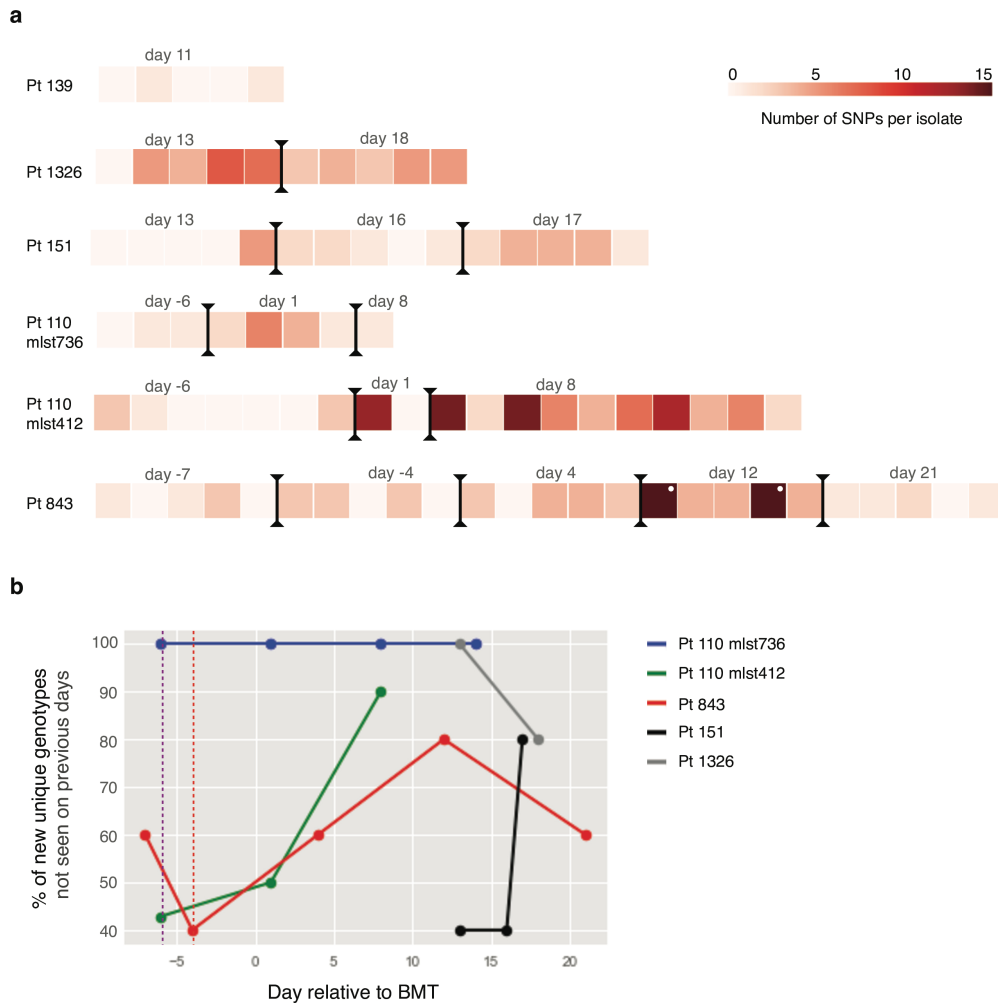 a
day 11
Pt 139
0 5 10 15
Number of SNPs per isolate
day 13 day 18
Pt 1326
day 13 day 16 day 17
Pt 151
day -6 day 1 day 8
Pt 110
mlst736
day -6 day 1 day 8
Pt 110
mlst412
day -7 day -4 day 4 day 12 day 21
Pt 843
b
% of new unique genotypes
not seen on previous days
100
90
80
70
60
50
40
−5 0 5 10 15 20
Day relative to BMT
Pt 110 mlst736
Pt 110 mlst412
Pt 843
Pt 151
Pt 1326